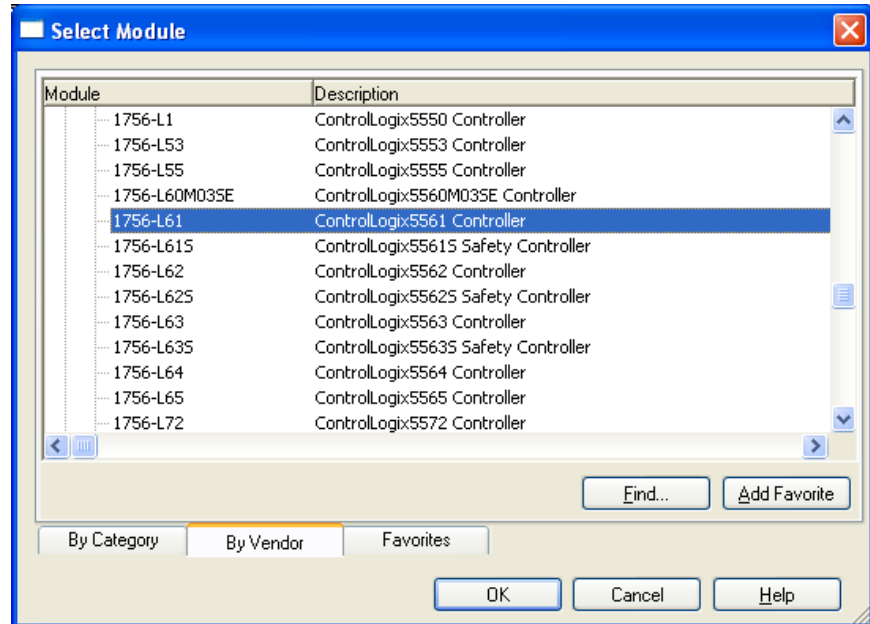 Select Module
Module Description
1756-L1 ControlLogix5550 Controller
1756-L53 ControlLogix5553 Controller
1756-L55 ControlLogix5555 Controller
1756-L60M03SE ControlLogix5560M03SE Controller
1756-L61 ControlLogix5561 Controller
1756-L61S ControlLogix5561S Safety Controller
1756-L62 ControlLogix5562 Controller
1756-L62S ControlLogix5562S Safety Controller
1756-L63 ControlLogix5563 Controller
1756-L63S ControlLogix5563S Safety Controller
1756-L64 ControlLogix5564 Controller
1756-L65 ControlLogix5565 Controller
1756-L72 ControlLogix5572 Controller
Find... Add Favorite
By Category By Vendor Favorites
OK Cancel Help